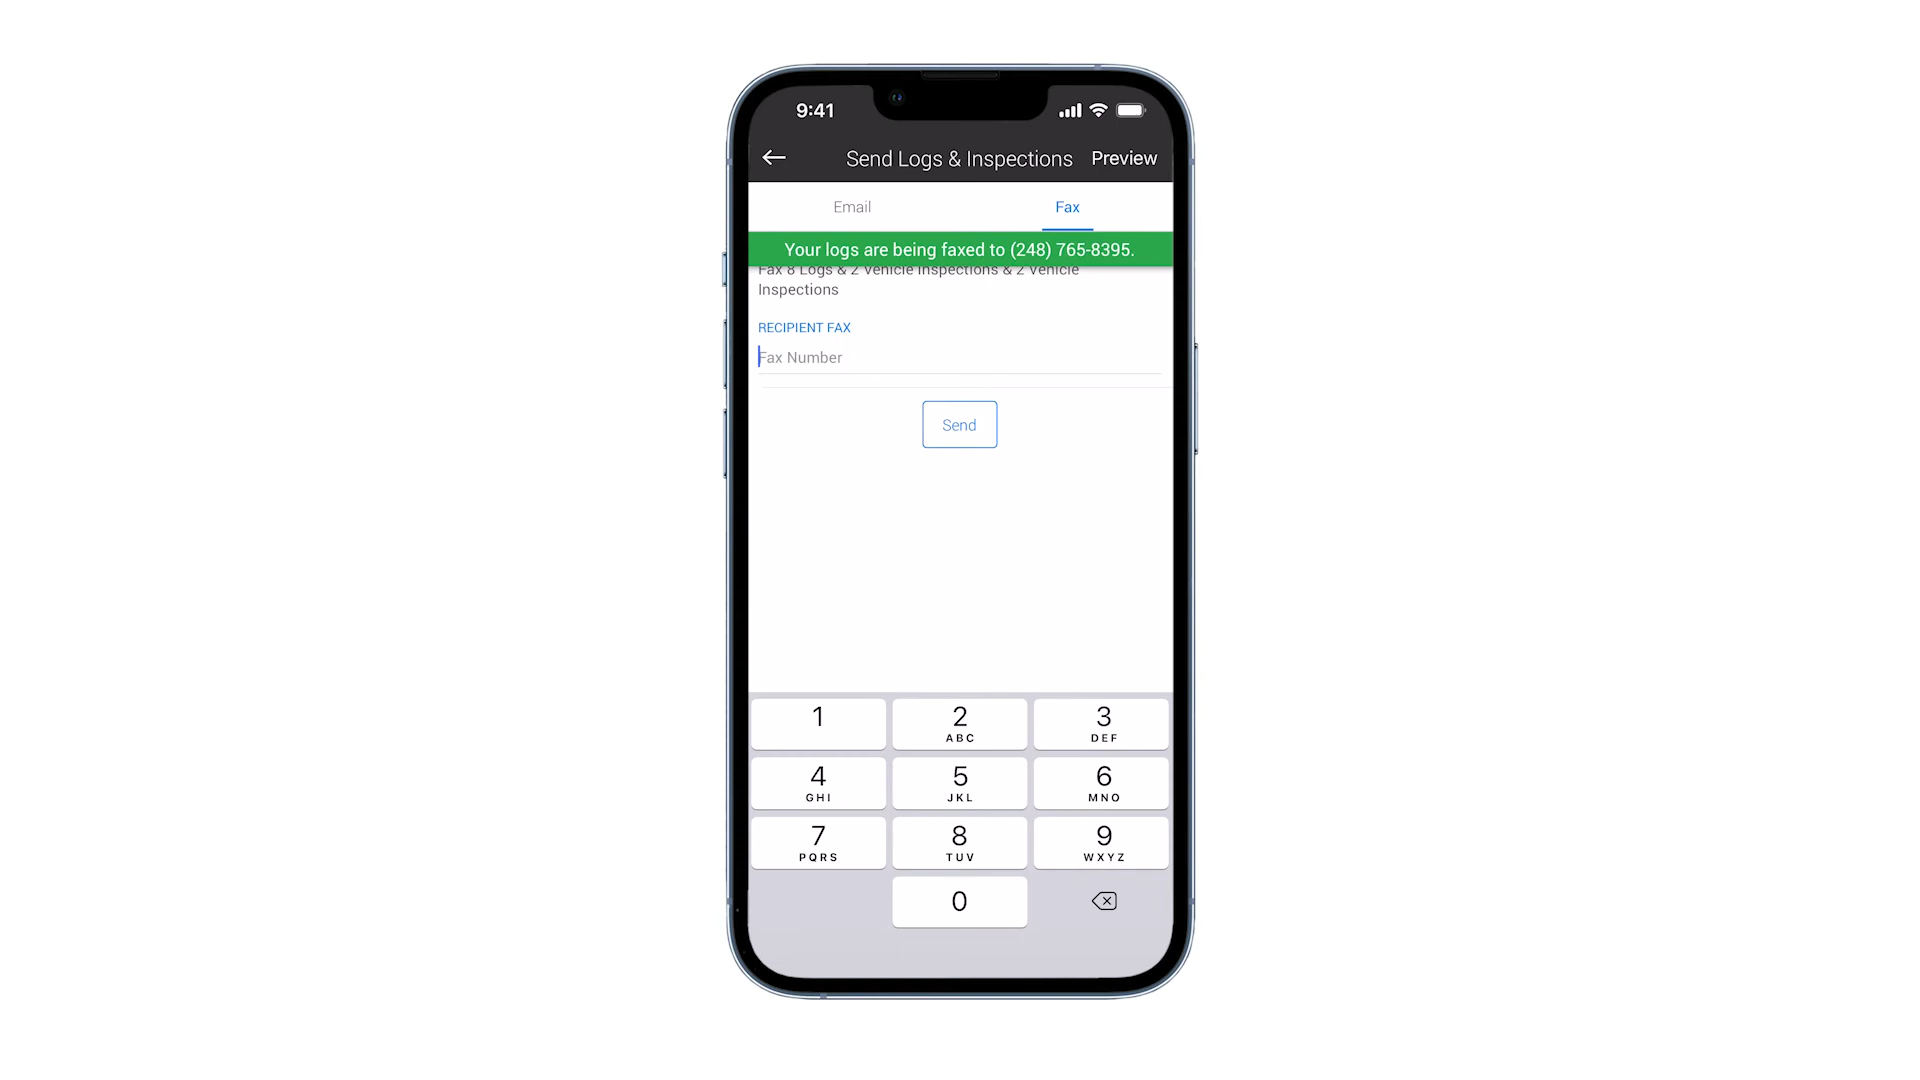 9:41
Send Logs & Inspections Preview
Email Fax
Your logs are being faxed to (248) 765-8395.
Fax 8 Logs & 2 Vehicle Inspections & 2 Vehicle
Inspections
RECIPIENT FAX
Fax Number
Send
1 2 3
ABC DEF
4 5 6
GHI JKL MNO
7 8 9
PQRS TUV WXYZ
0